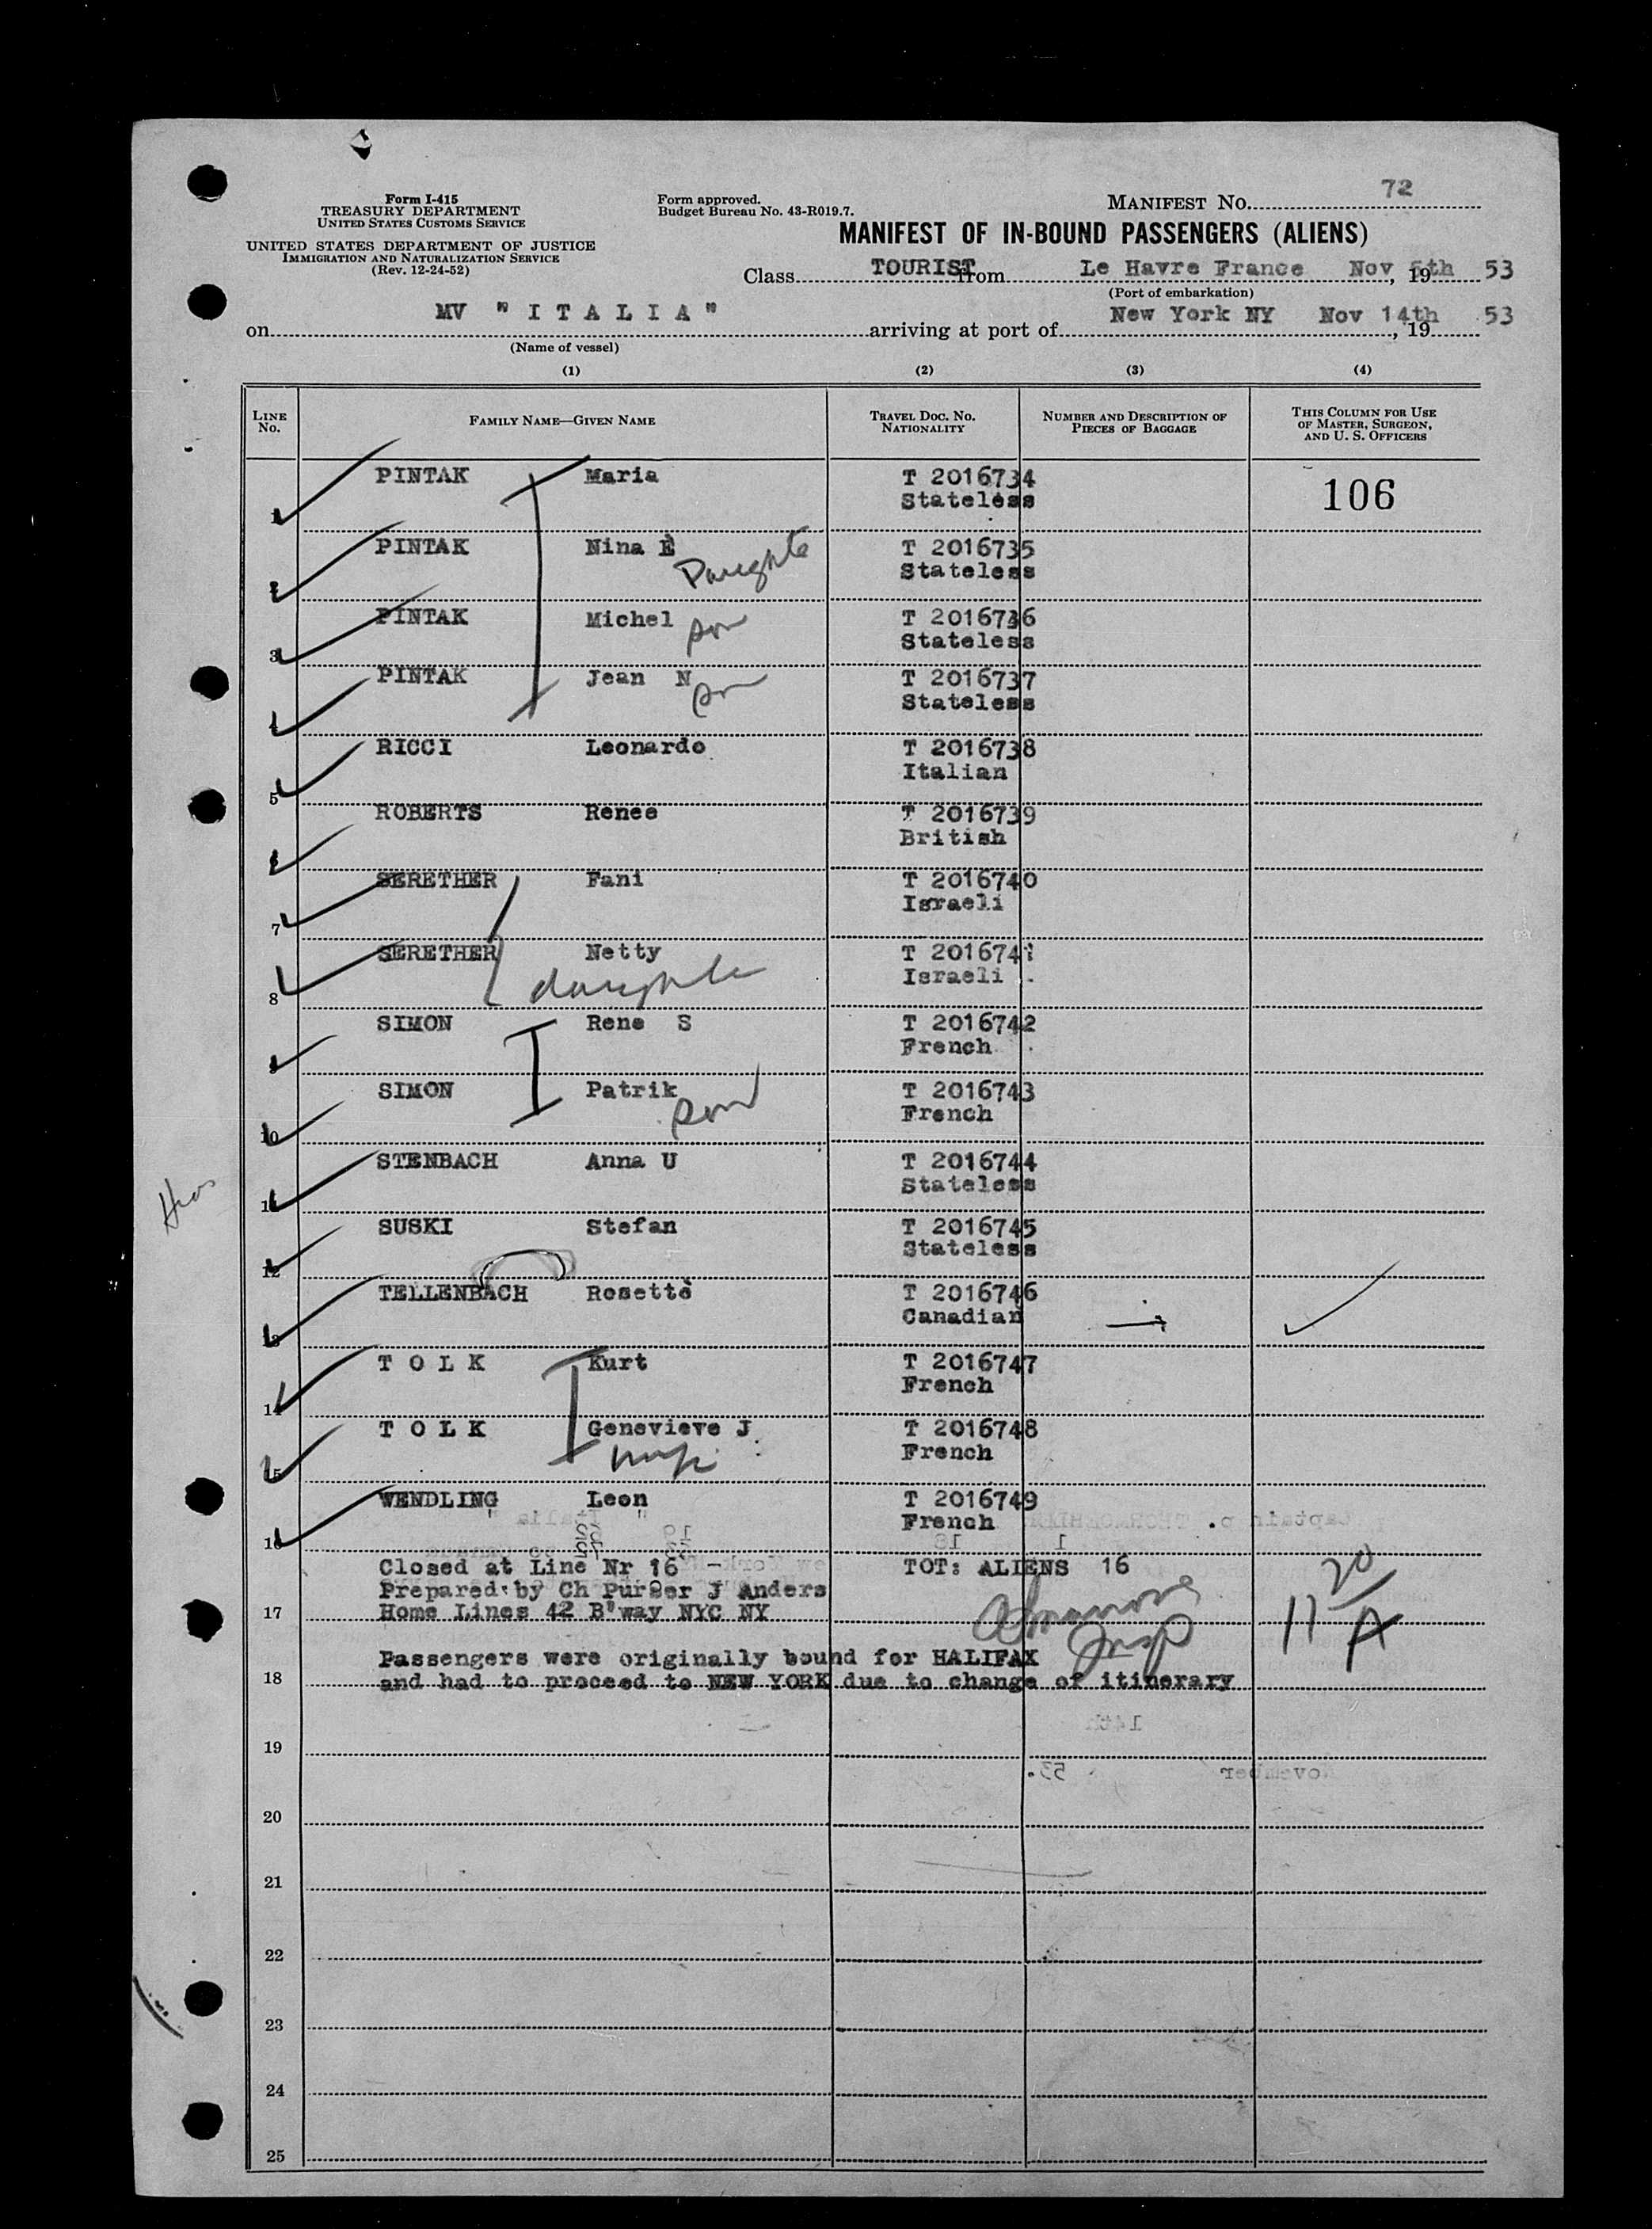 Form I-415
TREASURY DEPARTMENT
UNITED STATES CUSTOMS SERVICE
UNITED STATES DEPARTMENT OF JUSTICE
IMMIGRATION AND NATURALIZATION SERVICE
(Rev. 12-24-52)
Form approved.
Budget Bureau No. 43-R019.7.
MANIFEST NO. 72
MANIFEST OF IN-BOUND PASSENGERS (ALIENS)
Class TOURIST from Le Havre France Nov 5th, 19 53
(Port of embarkation)
on MV "ITALIA" arriving at port of New York NY Nov 14th, 19 53
(Name of vessel)
(1) (2) (3) (4)
LINE NO. FAMILY NAME—GIVEN NAME TRAVEL DOC. NO. NATIONALITY NUMBER AND DESCRIPTION OF PIECES OF BAGGAGE THIS COLUMN FOR USE OF MASTER, SURGEON, AND U. S. OFFICERS
1 PINTAK Maria T 2016734 106
Stateless
2 PINTAK Nina E T 2016735
Daughter Stateless
3 PINTAK Michel T 2016736
son Stateless
4 PINTAK Jean N T 2016737
son Stateless
5 RICCI Leonardo T 2016738
Italian
6 ROBERTS Renee T 2016739
British
7 SERETHER Fani T 2016740
Israeli
8 SERETHER Netty T 2016741
daughter Israeli
9 SIMON Rene S T 2016742
French
10 SIMON Patrik T 2016743
son French
11 STENBACH Anna U T 2016744
Stateless
12 SUSKI Stefan T 2016745
Stateless
13 TELLENBACH Rosette T 2016746
Canadian
14 T O L K Kurt T 2016747
French
15 T O L K Genevieve J T 2016748
French
16 WENDLING Leon T 2016749
French
Closed at Line Nr 16 TOT: ALIENS 16
Prepared by Ch Purser J Anders
17 Home Lines 42 B'way NYC NY
Insp
20
11 A
Passengers were originally bound for HALIFAX
18 and had to proceed to NEW YORK due to change of itinerary
19
20
21
22
23
24
25